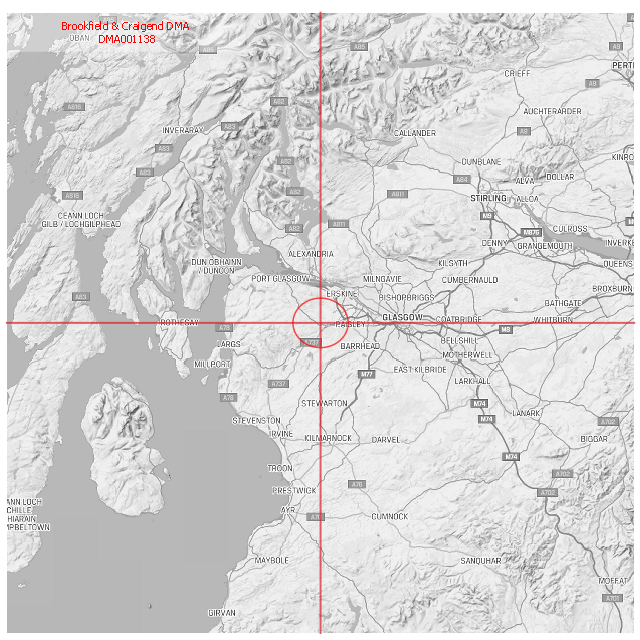 Brookfield & Craigend DMA
DMA001138
OBAN
A85
A85
A9
PERT
CRIEFF
A9
A816
A82
AUCHTERARDER
INVERARAY
A83
CALLANDER
A9
A83
A82
DUNBLANE
KINRO
A83
A84
ALVA
DOLLAR
A816
A82
A811
STIRLING
ALLOA
CEANN LOCH
GILB / LOCHGILPHEAD
M9
A82
A811
CULROSS
M876
DENNY
GRANGEMOUTH
INVERKE
ALEXANDRIA
DÙN OBHAINN
/ DUNOON
KILSYTH
QUEENS
PORT GLASGOW
MILNGAVIE
CUMBERNAULD
BROXBURN
A83
ERSKINE
BISHOPBRIGGS
BATHGATE
ROTHESAY
GLASGOW
COATBRIDGE
WHITBURN
A78
PAISLEY
M8
LARGS
A737
BARRHEAD
BELLSHILL
MOTHERWELL
MILLPORT
EAST KILBRIDE
M77
A737
LARKHALL
A78
STEWARTON
M74
LANARK
STEVENSTON
M74
A702
IRVINE
KILMARNOCK
DARVEL
BIGGAR
M74
TROON
A702
A76
PRESTWICK
A702
ANN LOCH
CHILLE
HIARAIN
MPBELTOWN
AYR
CUMNOCK
MAYBOLE
SANQUHAR
MOFFAT
A701
GIRVAN